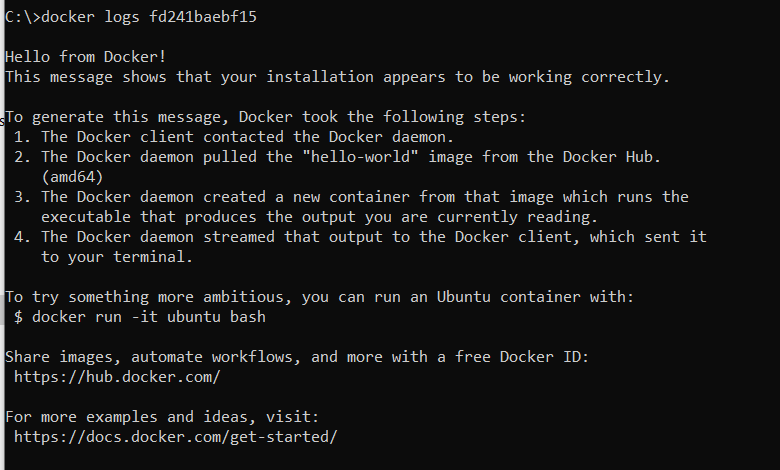 C:\>docker logs fd241baebf15
Hello from Docker!
This message shows that your installation appears to be working correctly.
To generate this message, Docker took the following steps:
1. The Docker client contacted the Docker daemon.
2. The Docker daemon pulled the "hello-world" image from the Docker Hub.
(amd64)
3. The Docker daemon created a new container from that image which runs the
executable that produces the output you are currently reading.
4. The Docker daemon streamed that output to the Docker client, which sent it
to your terminal.
To try something more ambitious, you can run an Ubuntu container with:
$ docker run -it ubuntu bash
Share images, automate workflows, and more with a free Docker ID:
https://hub.docker.com/
For more examples and ideas, visit:
https://docs.docker.com/get-started/